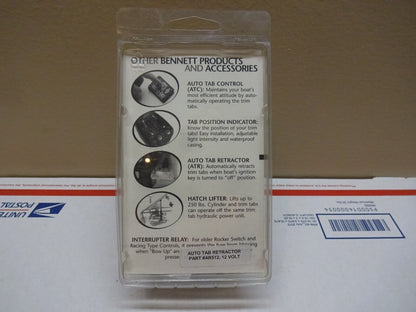 OTHER BENNETT PRODUCTS
AND ACCESSORIES
AUTO TAB CONTROL
(ATC): Maintains your boat's
most efficient attitude by auto-
matically operating the trim
tabs.
TAB POSITION INDICATOR:
Know the position of your trim
tabs! Easy installation, adjustable
light intensity and waterproof
casing.
AUTO TAB RETRACTOR
(ATR): Automatically retracts
trim tabs when boat's ignition
key is turned to "off" position.
HATCH LIFTER: Lifts up to
250 lbs. Cylinder and trim tabs
can operate off the same trim
tab hydraulic power unit.
INTERRUPTER RELAY: For older Rocker Switch and
Racing Type Controls, it prevents the fuse from blowing
when "Bow Up" an
presse
AUTO TAB RETRACTOR
PART #AR512, 12 VOLT
UNITED
POSTAL